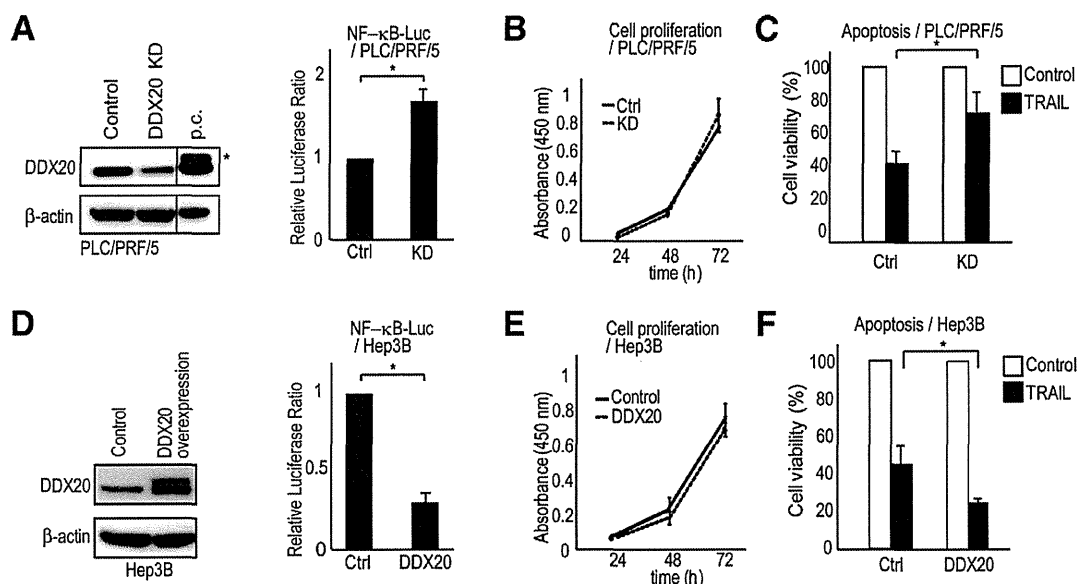 A
Control
DDX20 KD
p.c.
DDX20
*
β-actin
PLC/PRF/5
NF-κB-Luc
/ PLC/PRF/5
*
Relative Luciferase Ratio
2
1
0
Ctrl
KD
B
Cell proliferation
/ PLC/PRF/5
Absorbance (450 nm)
1
0.8
0.6
0.4
0.2
0
Ctrl
KD
24
48
72
time (h)
C
Apoptosis / PLC/PRF/5
*
Cell viability (%)
100
80
60
40
20
0
Ctrl
KD
Control
TRAIL
D
Control
DDX20
overexpression
DDX20
β-actin
Hep3B
NF-κB-Luc
/ Hep3B
*
Relative Luciferase Ratio
1
0.5
0
Ctrl
DDX20
E
Cell proliferation
/ Hep3B
Absorbance (450 nm)
1
0.8
0.6
0.4
0.2
0
Control
DDX20
24
48
72
time (h)
F
Apoptosis / Hep3B
*
Cell viability (%)
100
80
60
40
20
0
Ctrl
DDX20
Control
TRAIL